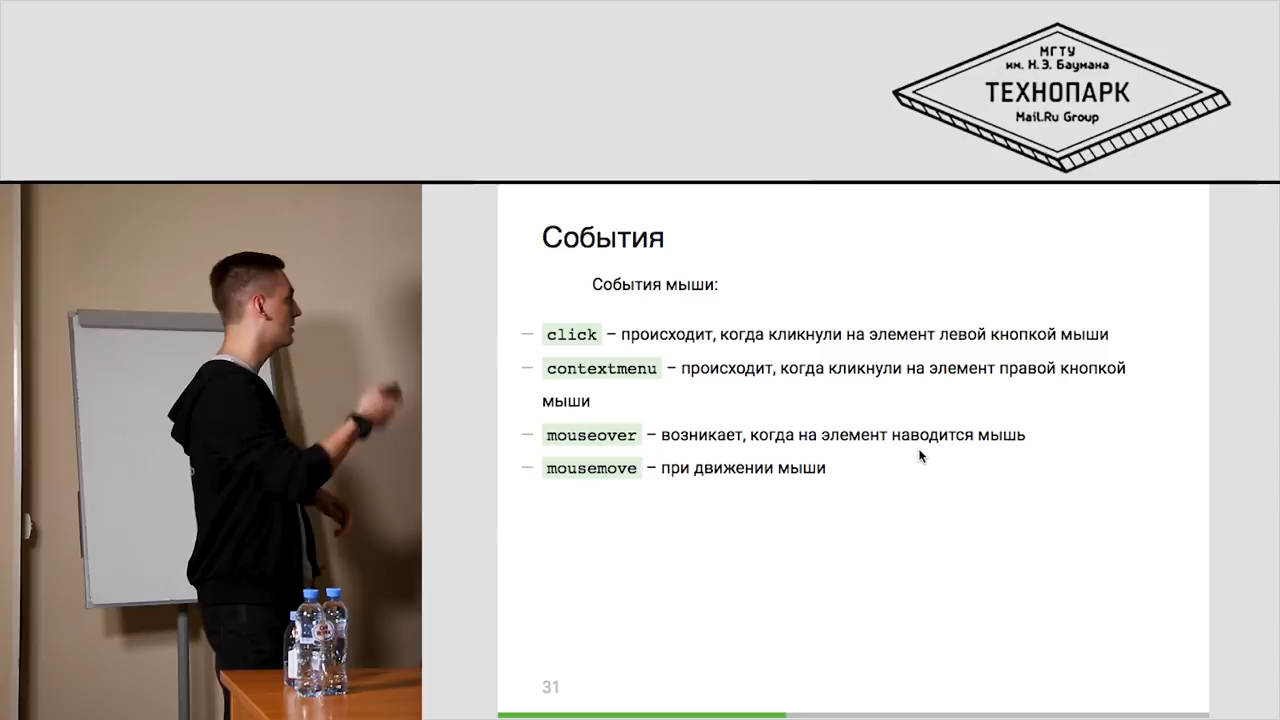 МГТУ
им. Н.Э. Баумана
ТЕХНОПАРК
Mail.Ru Group
События
События мыши:
— click – происходит, когда кликнули на элемент левой кнопкой мыши
— contextmenu – происходит, когда кликнули на элемент правой кнопкой
мыши
— mouseover – возникает, когда на элемент наводится мышь
— mousemove – при движении мыши
31